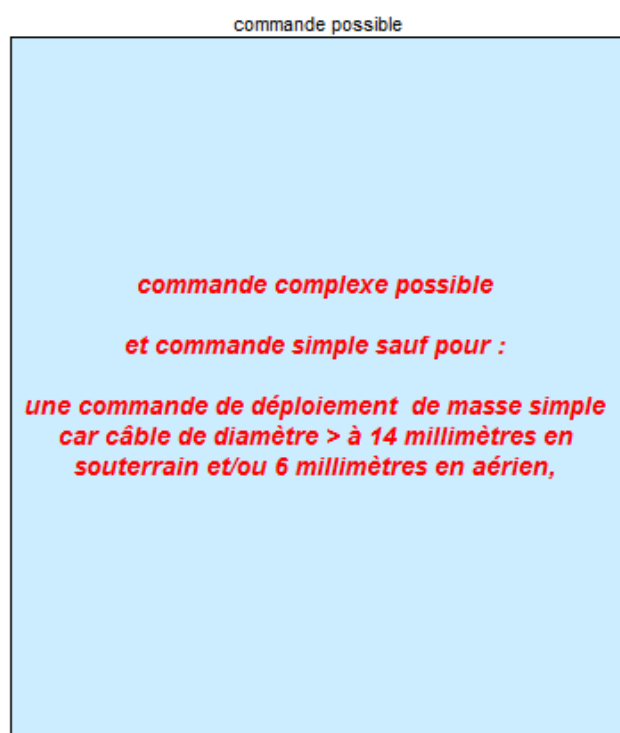 commande possible
commande complexe possible
et commande simple sauf pour :
une commande de déploiement  de masse simple
car câble de diamètre > à 14 millimètres en
souterrain et/ou 6 millimètres en aérien,